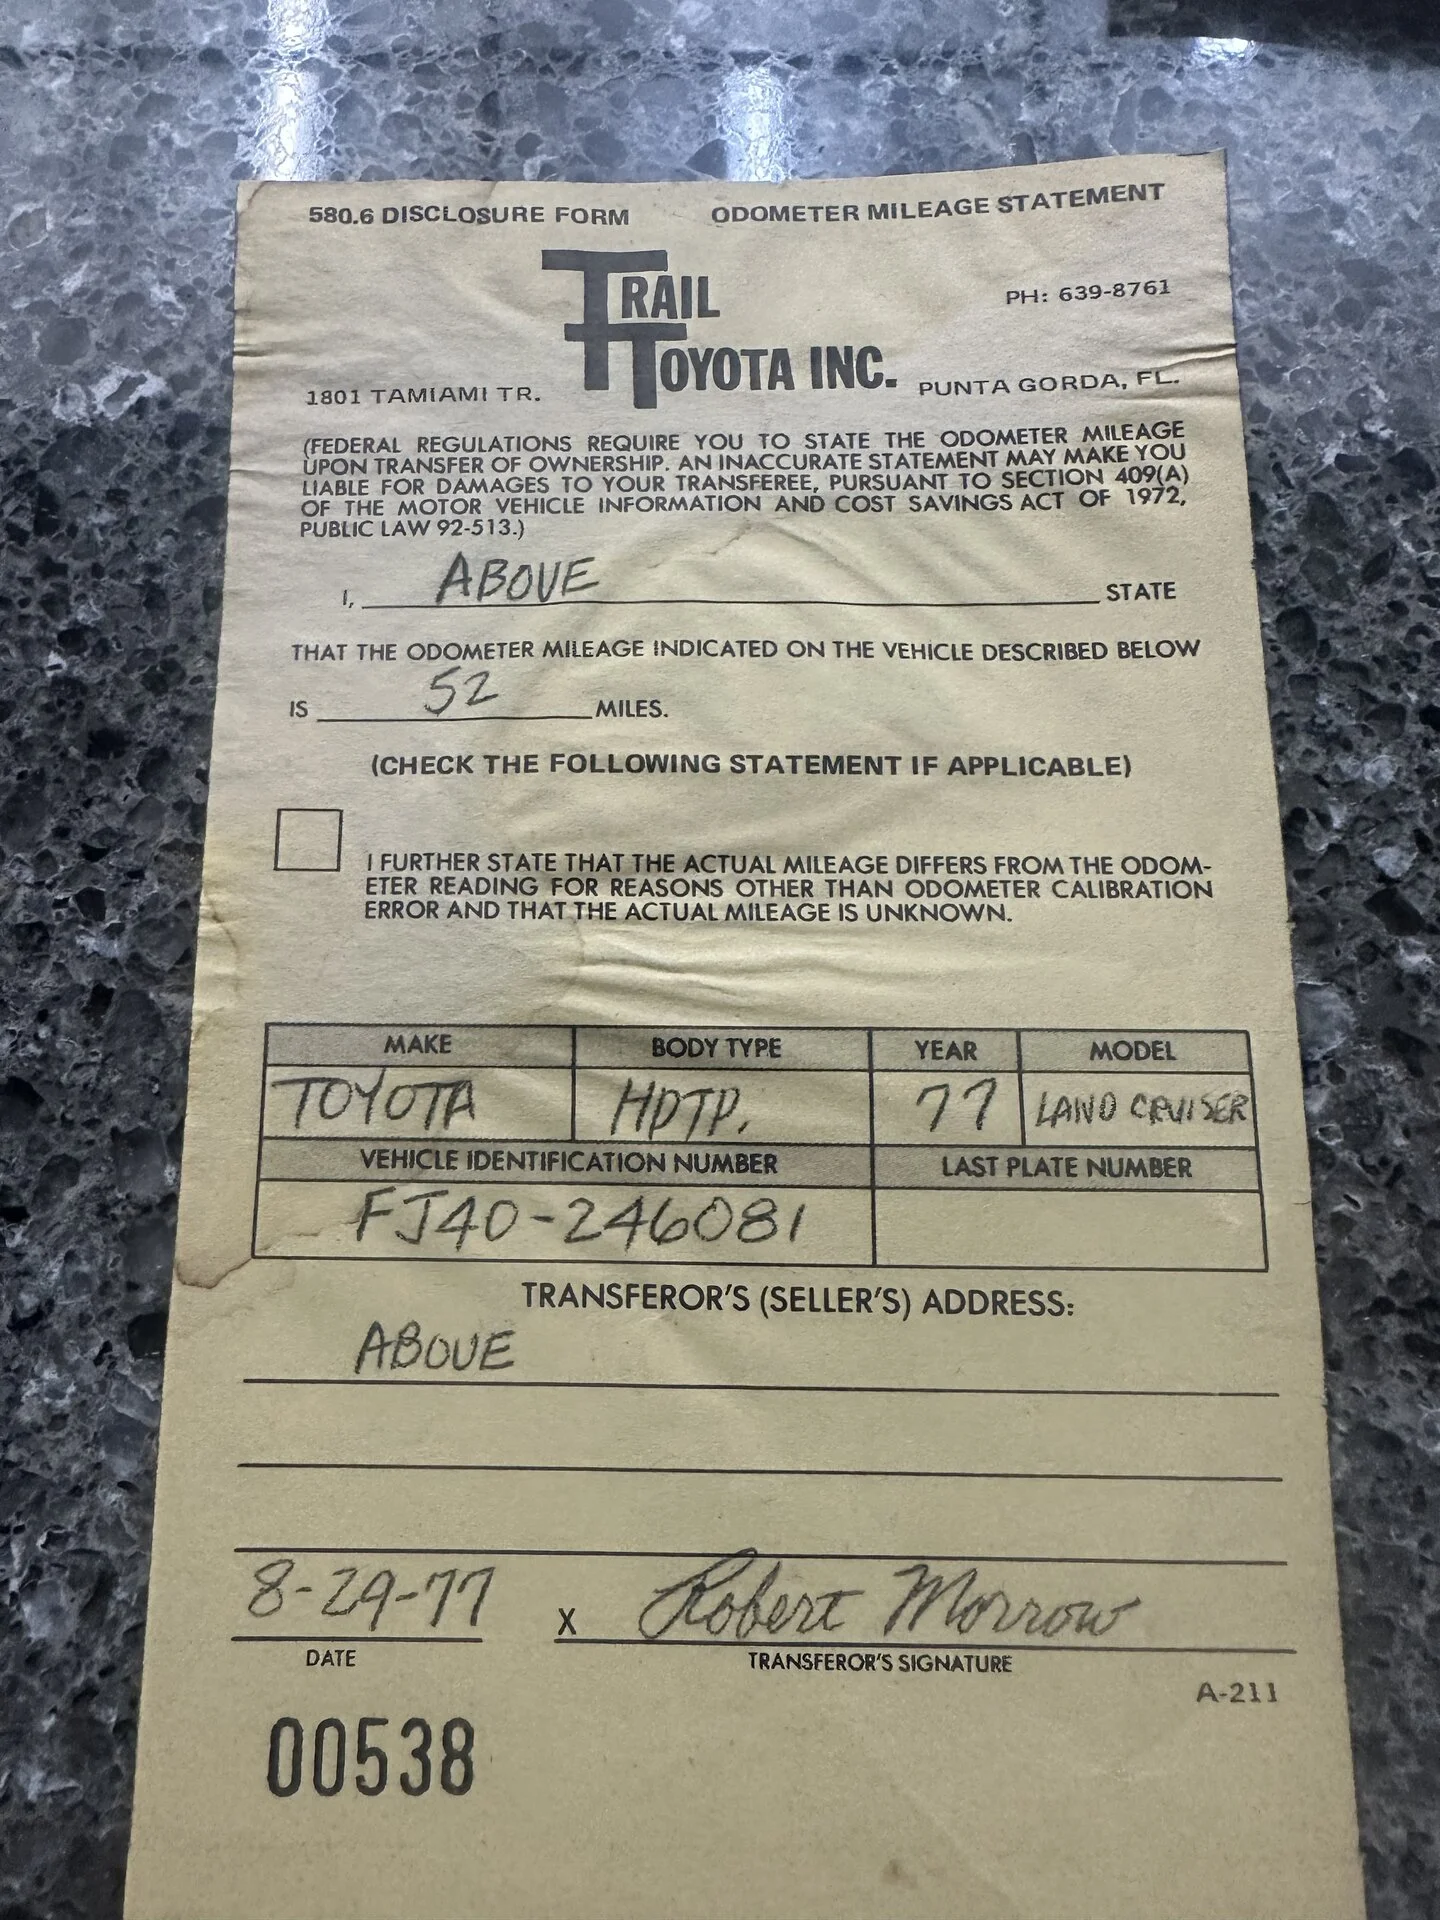 580.6 DISCLOSURE FORM ODOMETER MILEAGE STATEMENT
TRAIL
PH: 639-8761
TOYOTA INC.
1801 TAMIAMI TR. PUNTA GORDA, FL.
(FEDERAL REGULATIONS REQUIRE YOU TO STATE THE ODOMETER MILEAGE
UPON TRANSFER OF OWNERSHIP. AN INACCURATE STATEMENT MAY MAKE YOU
LIABLE FOR DAMAGES TO YOUR TRANSFEREE, PURSUANT TO SECTION 409(A)
OF THE MOTOR VEHICLE INFORMATION AND COST SAVINGS ACT OF 1972,
PUBLIC LAW 92-513.)
I, ABOVE STATE
THAT THE ODOMETER MILEAGE INDICATED ON THE VEHICLE DESCRIBED BELOW
IS 52 MILES.
(CHECK THE FOLLOWING STATEMENT IF APPLICABLE)
I FURTHER STATE THAT THE ACTUAL MILEAGE DIFFERS FROM THE ODOM-
ETER READING FOR REASONS OTHER THAN ODOMETER CALIBRATION
ERROR AND THAT THE ACTUAL MILEAGE IS UNKNOWN.
MAKE BODY TYPE YEAR MODEL
TOYOTA HDTP. 77 LAND CRUISER
VEHICLE IDENTIFICATION NUMBER LAST PLATE NUMBER
FJ40-246081
TRANSFEROR'S (SELLER'S) ADDRESS:
ABOVE
8-29-77 X Robert Morrow
DATE TRANSFEROR'S SIGNATURE
A-211
00538